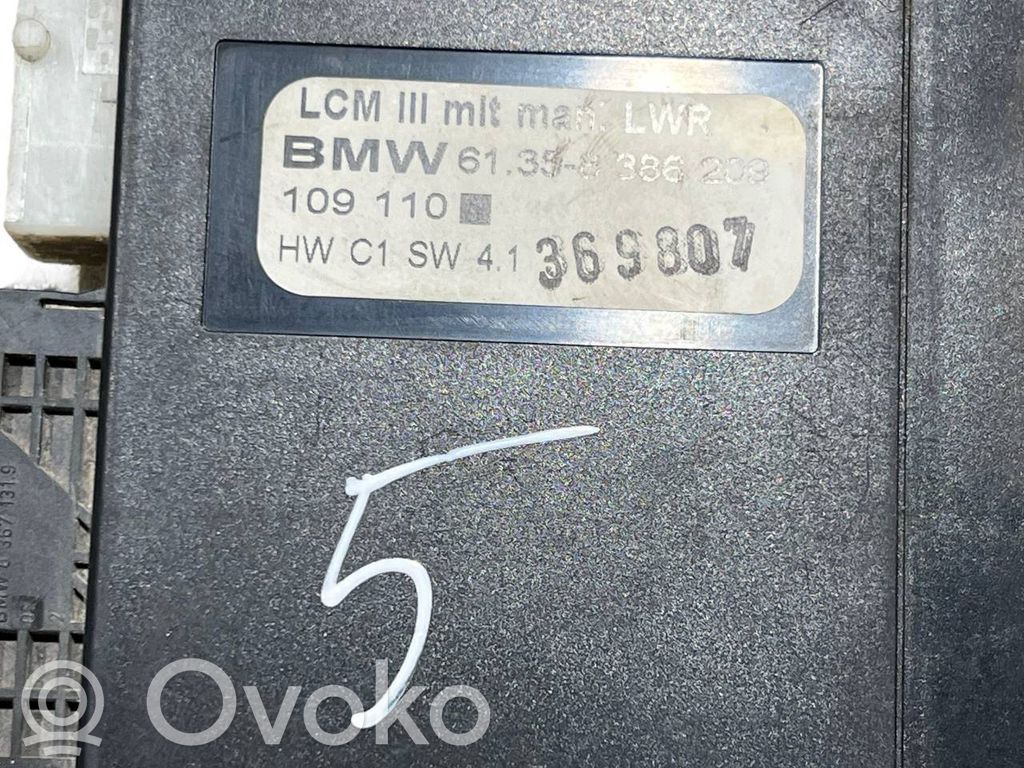 LCM III mit man. LWR
BMW 61.35-8 386 209
109 110
HW C1 SW 4.1 369807
5
Ovoko